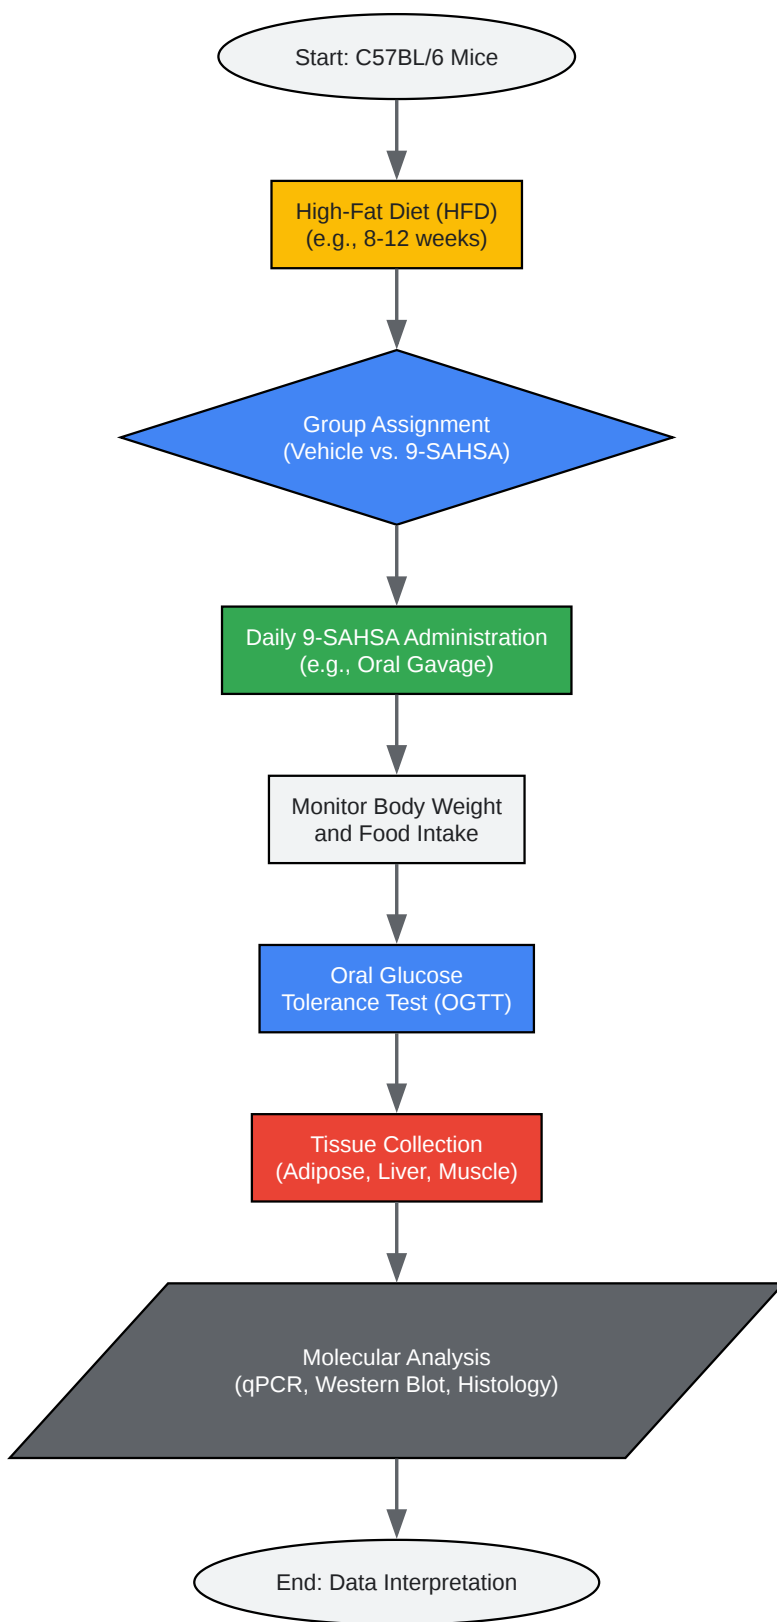 Start: C57BL/6 Mice
High-Fat Diet (HFD)
(e.g., 8-12 weeks)
Group Assignment
(Vehicle vs. 9-SAHSA)
Daily 9-SAHSA Administration
(e.g., Oral Gavage)
Monitor Body Weight
and Food Intake
Oral Glucose
Tolerance Test (OGTT)
Tissue Collection
(Adipose, Liver, Muscle)
Molecular Analysis
(qPCR, Western Blot, Histology)
End: Data Interpretation